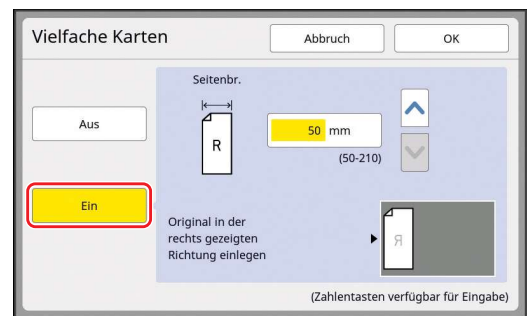 Vielfache Karten
Abbruch
OK
Aus
Ein
Seitenbr.
R
50 mm
(50-210)
Original in der
rechts gezeigten
Richtung einlegen
R
(Zahlentasten verfügbar für Eingabe)